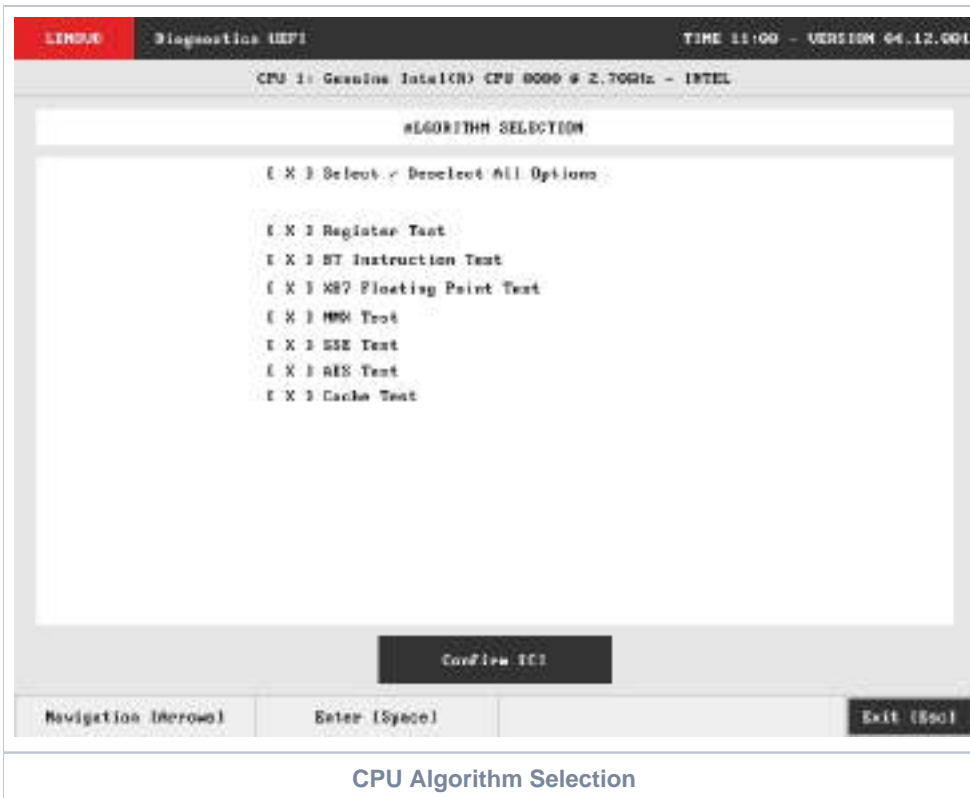 LENOVO Diagnostics UEFI TIME 11:00 - VERSION 04.12.001
CPU 1: Genuine Intel(R) CPU 0000 @ 2.70GHz - INTEL
ALGORITHM SELECTION
[ X ] Select / Deselect All Options
[ X ] Register Test
[ X ] BT Instruction Test
[ X ] X87 Floating Point Test
[ X ] MMX Test
[ X ] SSE Test
[ X ] AES Test
[ X ] Cache Test
Confirm [C]
Navigation [Arrows] Enter [Space] Exit [Esc]
CPU Algorithm Selection